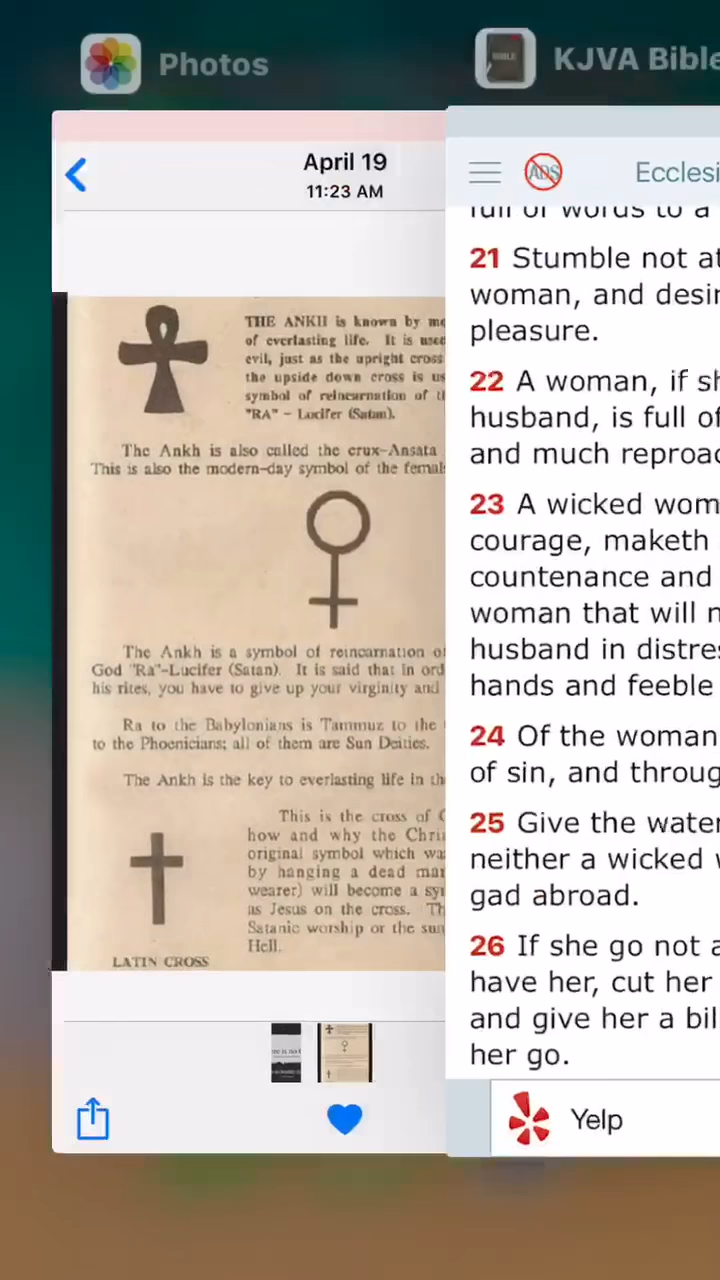 Photos
KJVA Bible
April 19
11:23 AM
THE ANKH is known by
of everlasting life. It is used
evil, just as the upright cross
the upside down cross is
symbol of reincarnation of
"RA" – Lucifer (Satan).
The Ankh is also called the crux-Ansata
This is also the modern-day symbol of the
The Ankh is a symbol of reincarnation
God "Ra"-Lucifer (Satan). It is said that in
his rites, you have to give up your virginity and
Ra to the Babylonians is Tammuz to the
to the Phoenicians; all of them are Sun Deities.
The Ankh is the key to everlasting life in
This is the cross of
how and why the
original symbol which
by hanging a dead
wearer) will become a
as Jesus on the cross.
Satanic worship or the sun
Hell.
LATIN CROSS
ADS
Ecclesi
full of words to a
21 Stumble not at
woman, and
pleasure.
22 A woman, if
husband, is full of
and much
23 A wicked
courage, maketh
countenance and
woman that will
husband in
hands and feeble
24 Of the woman
of sin, and
25 Give the
neither a wicked
gad abroad.
26 If she go not
have her, cut her
and give her a
her go.
Yelp